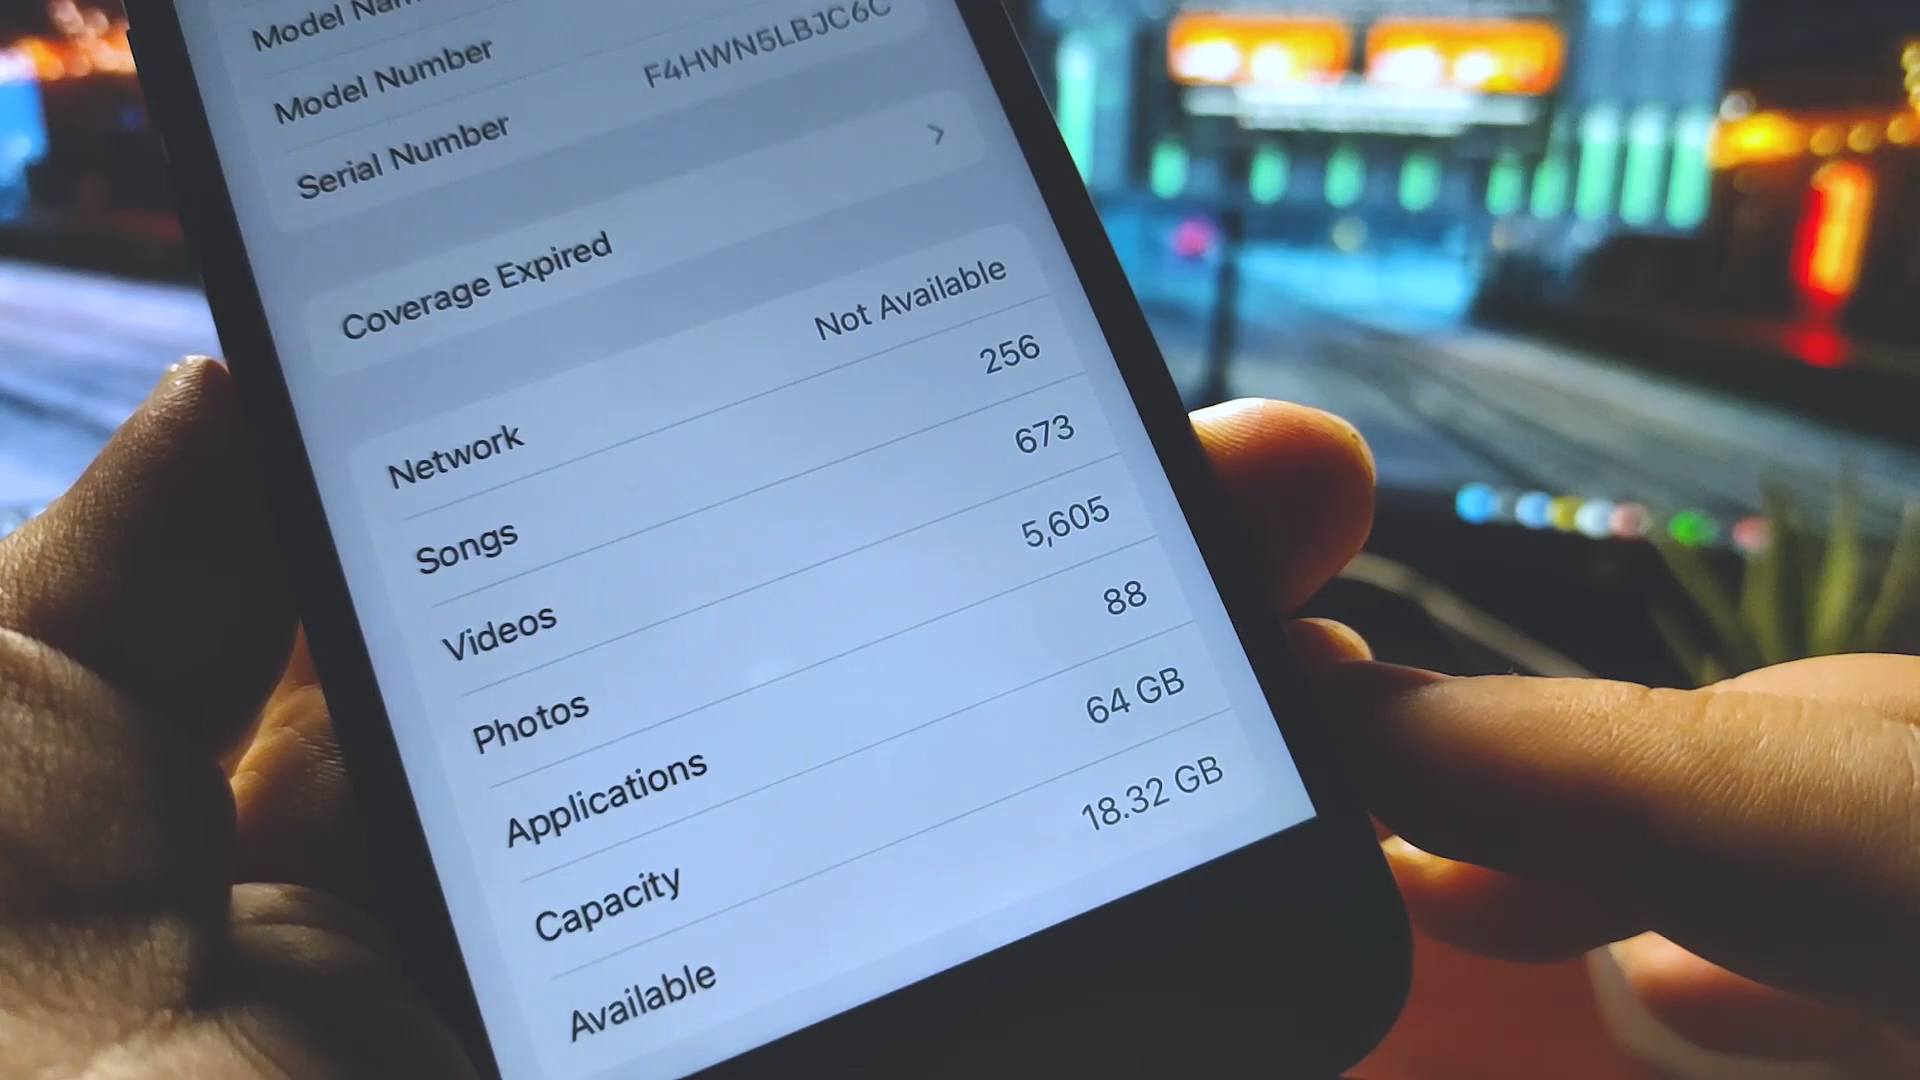 Model Name
Model Number
Serial Number F4HWN5LBJC6C
Coverage Expired
Network Not Available
Songs 256
Videos 673
Photos 5,605
Applications 88
Capacity 64 GB
Available 18.32 GB